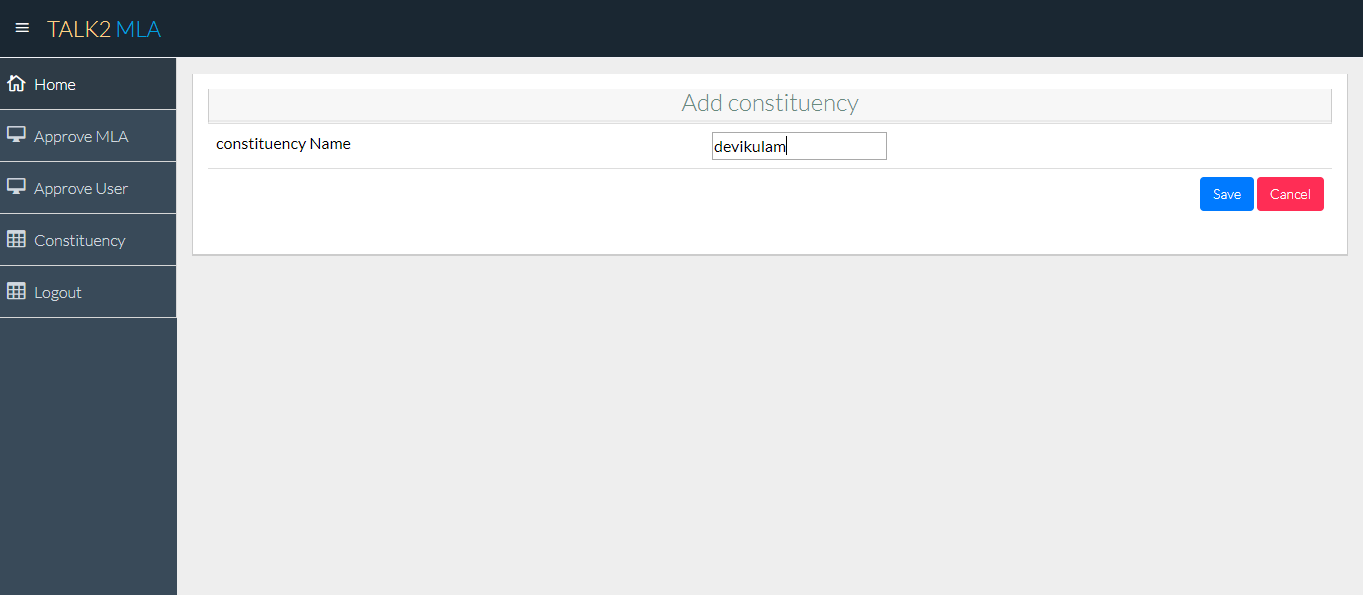 TALK2 MLA
Home
Approve MLA
Approve User
Constituency
Logout
Add constituency
constituency Name
devikulam
Save Cancel